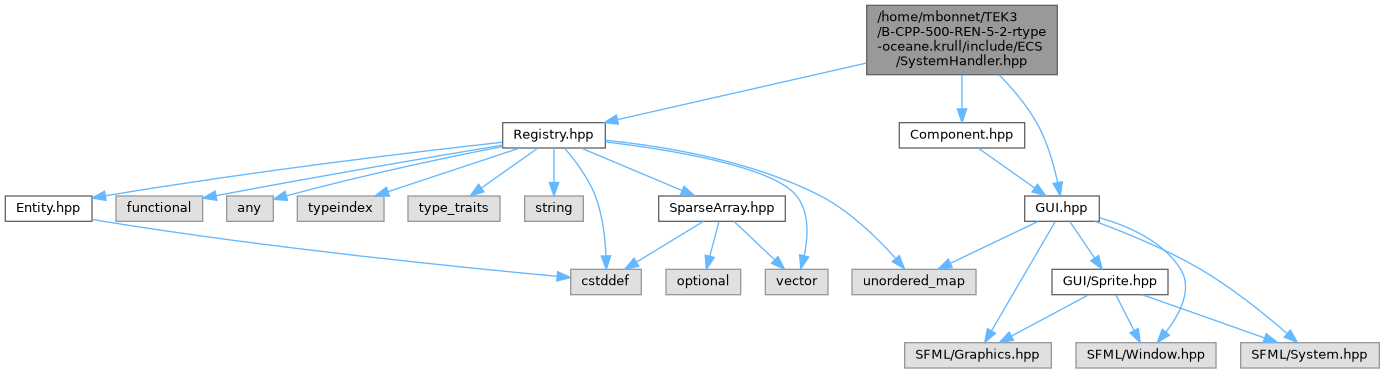 /home/mbonnet/TEK3
/B-CPP-500-REN-5-2-rtype
-oceane.krull/include/ECS
/SystemHandler.hpp
Registry.hpp
Component.hpp
Entity.hpp
functional
any
typeindex
type_traits
string
SparseArray.hpp
GUI.hpp
cstddef
optional
vector
unordered_map
GUI/Sprite.hpp
SFML/Graphics.hpp
SFML/Window.hpp
SFML/System.hpp